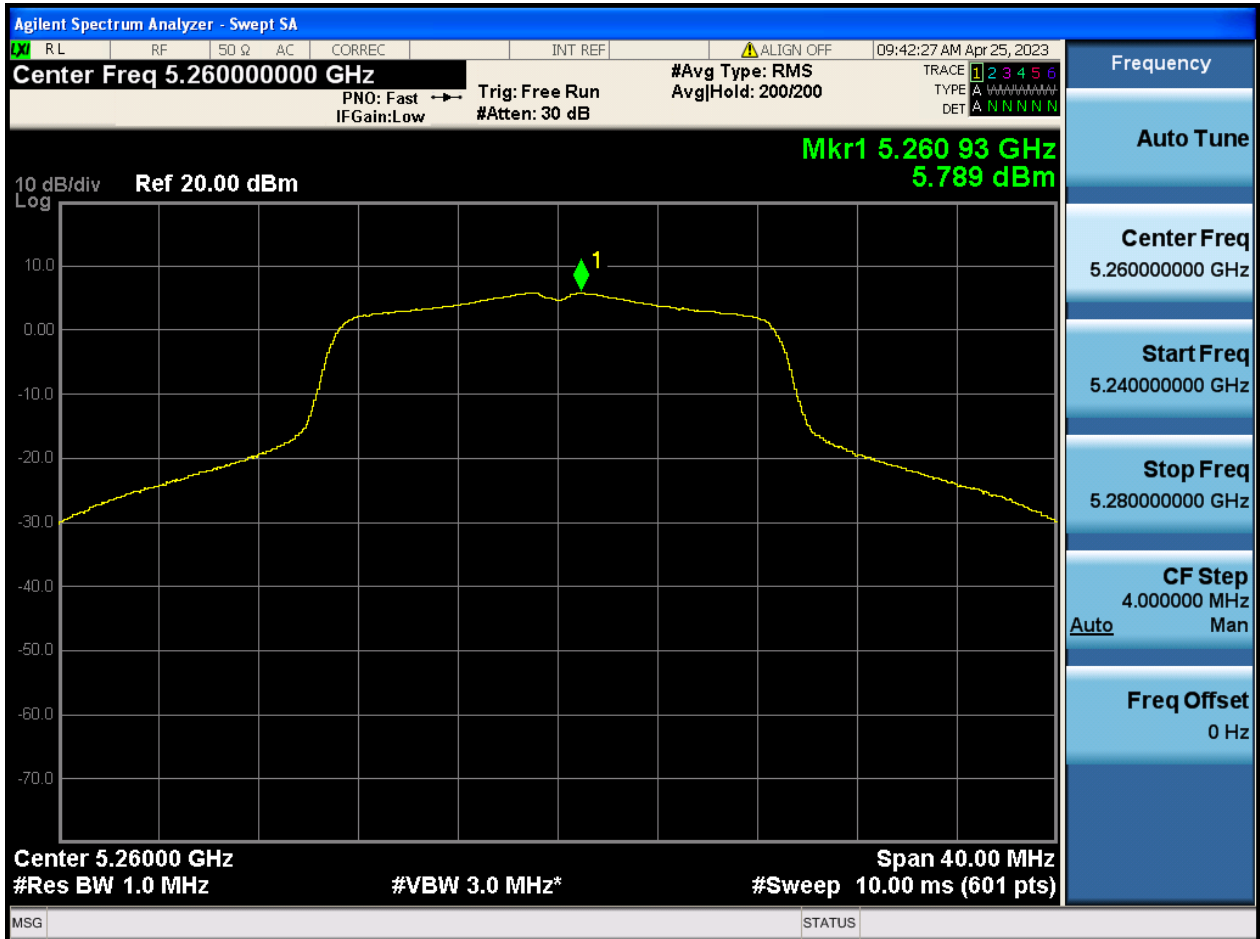 Agilent Spectrum Analyzer - Swept SA
LXI RL RF 50 Ω AC CORREC INT REF ALIGN OFF 09:42:27 AM Apr 25, 2023
Center Freq 5.260000000 GHz
PNO: Fast
IFGain:Low
Trig: Free Run
#Atten: 30 dB
#Avg Type: RMS
Avg|Hold: 200/200
TRACE 1 2 3 4 5 6
TYPE A WWWWW
DET A N N N N N
Mkr1 5.260 93 GHz
5.789 dBm
10 dB/div Ref 20.00 dBm
Log
10.0
0.00
-10.0
-20.0
-30.0
-40.0
-50.0
-60.0
-70.0
1
Center 5.26000 GHz Span 40.00 MHz
#Res BW 1.0 MHz #VBW 3.0 MHz* #Sweep 10.00 ms (601 pts)
MSG STATUS
Frequency
Auto Tune
Center Freq
5.260000000 GHz
Start Freq
5.240000000 GHz
Stop Freq
5.280000000 GHz
CF Step
4.000000 MHz
Auto Man
Freq Offset
0 Hz